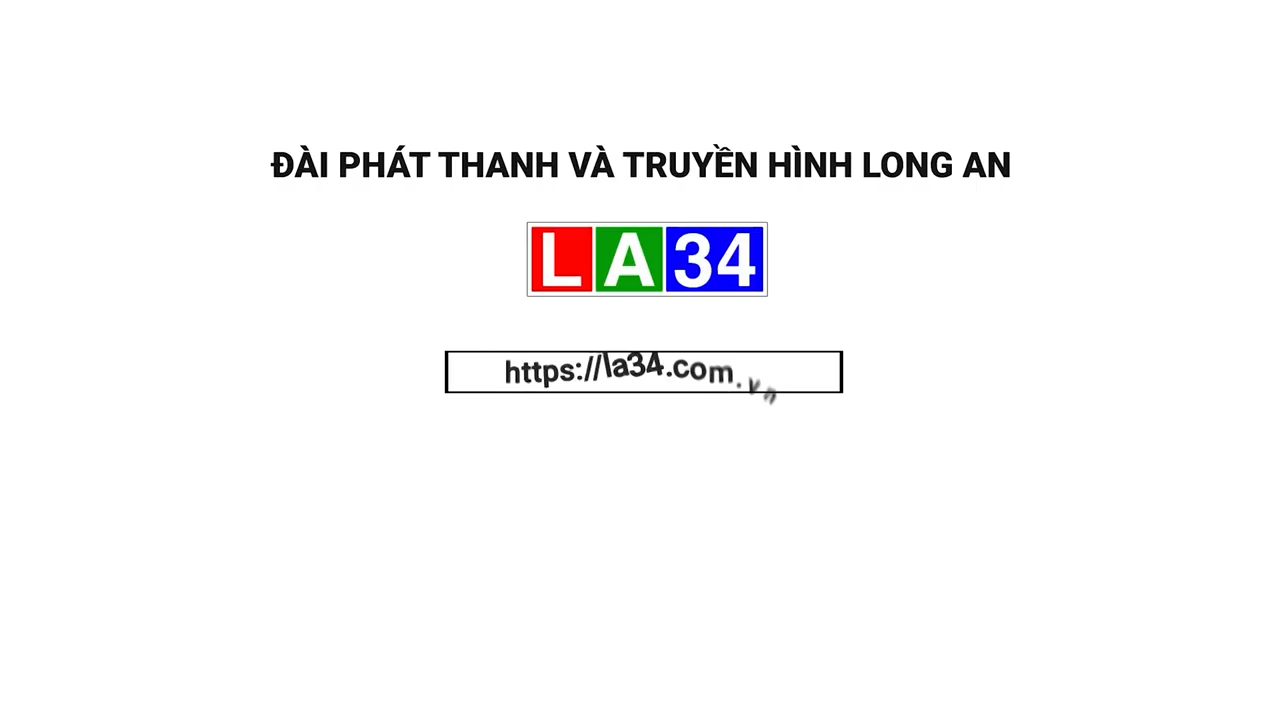 ĐÀI PHÁT THANH VÀ TRUYỀN HÌNH LONG AN
LA34
https://la34.com.vn